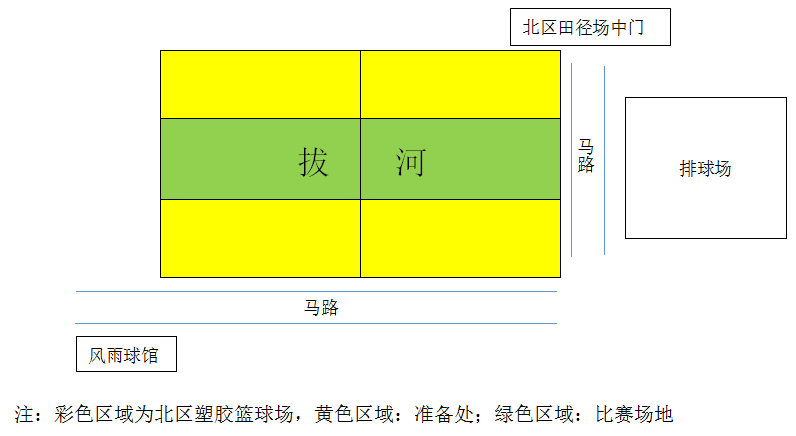 北区田径场中门
拔 河
马路
排球场
马路
风雨球馆
注：彩色区域为北区塑胶篮球场，黄色区域：准备处；绿色区域：比赛场地